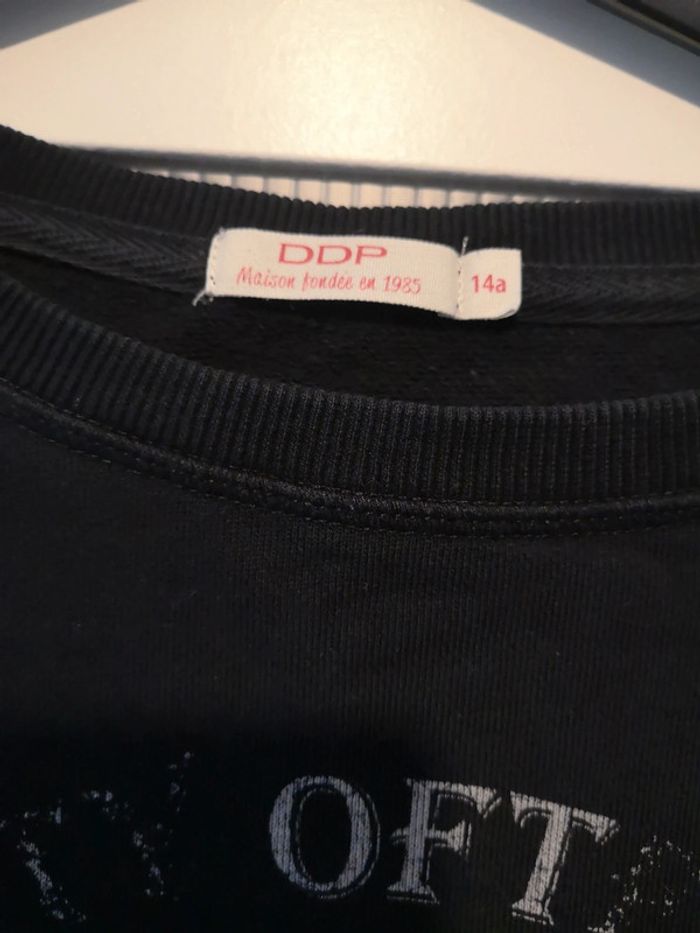 DDP
Maison fondée en 1985
14a
OFT